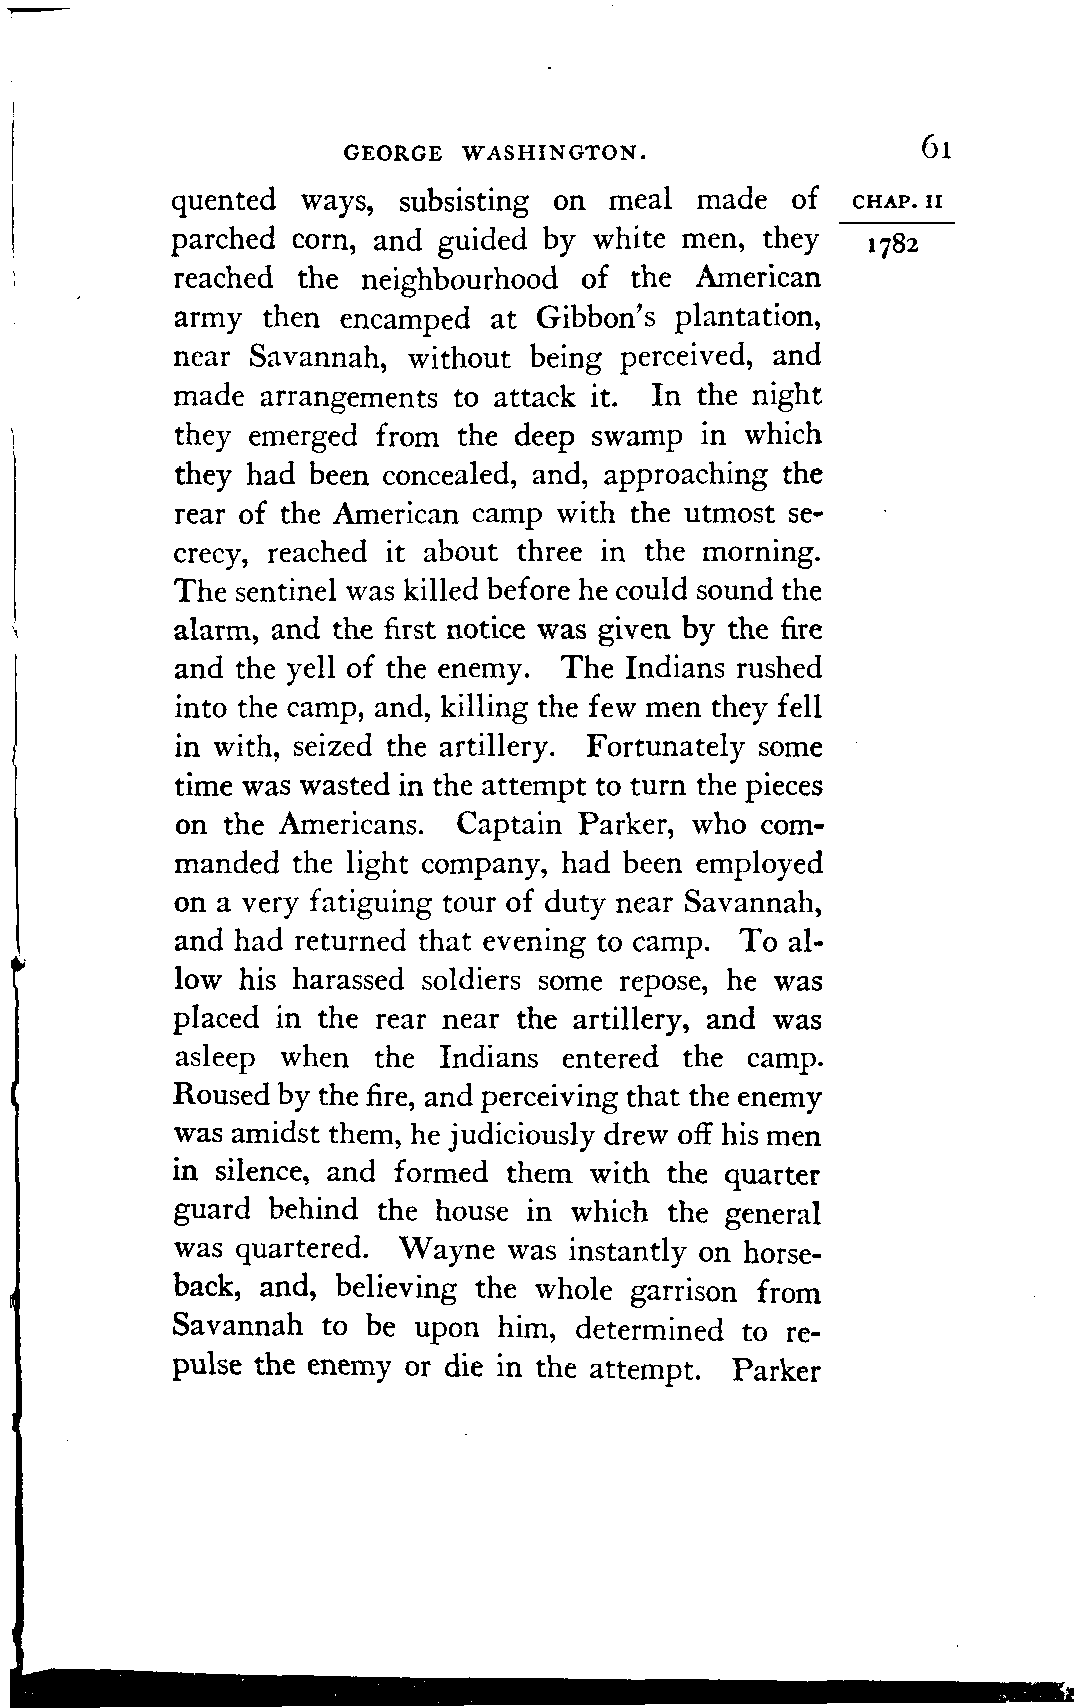 GEORGE WASHINGTON. 61
quented ways, subsisting on meal made of
CHAP. II
parched corn, and guided by white men, they
1782
reached the neighbourhood of the American
army then encamped at Gibbon's plantation,
near Savannah, without being perceived, and
made arrangements to attack it. In the night
they emerged from the deep swamp in which
they had been concealed, and, approaching the
rear of the American camp with the utmost se-
crecy, reached it about three in the morning.
The sentinel was killed before he could sound the
alarm, and the first notice was given by the fire
and the yell of the enemy. The Indians rushed
into the camp, and, killing the few men they fell
in with, seized the artillery. Fortunately some
time was wasted in the attempt to turn the pieces
on the Americans. Captain Parker, who com-
manded the light company, had been employed
on a very fatiguing tour of duty near Savannah,
and had returned that evening to camp. To al-
low his harassed soldiers some repose, he was
placed in the rear near the artillery, and was
asleep when the Indians entered the camp.
Roused by the fire, and perceiving that the enemy
was amidst them, he judiciously drew off his men
in silence, and formed them with the quarter
guard behind the house in which the general
was quartered. Wayne was instantly on horse-
back, and, believing the whole garrison from
Savannah to be upon him, determined to re-
pulse the enemy or die in the attempt. Parker